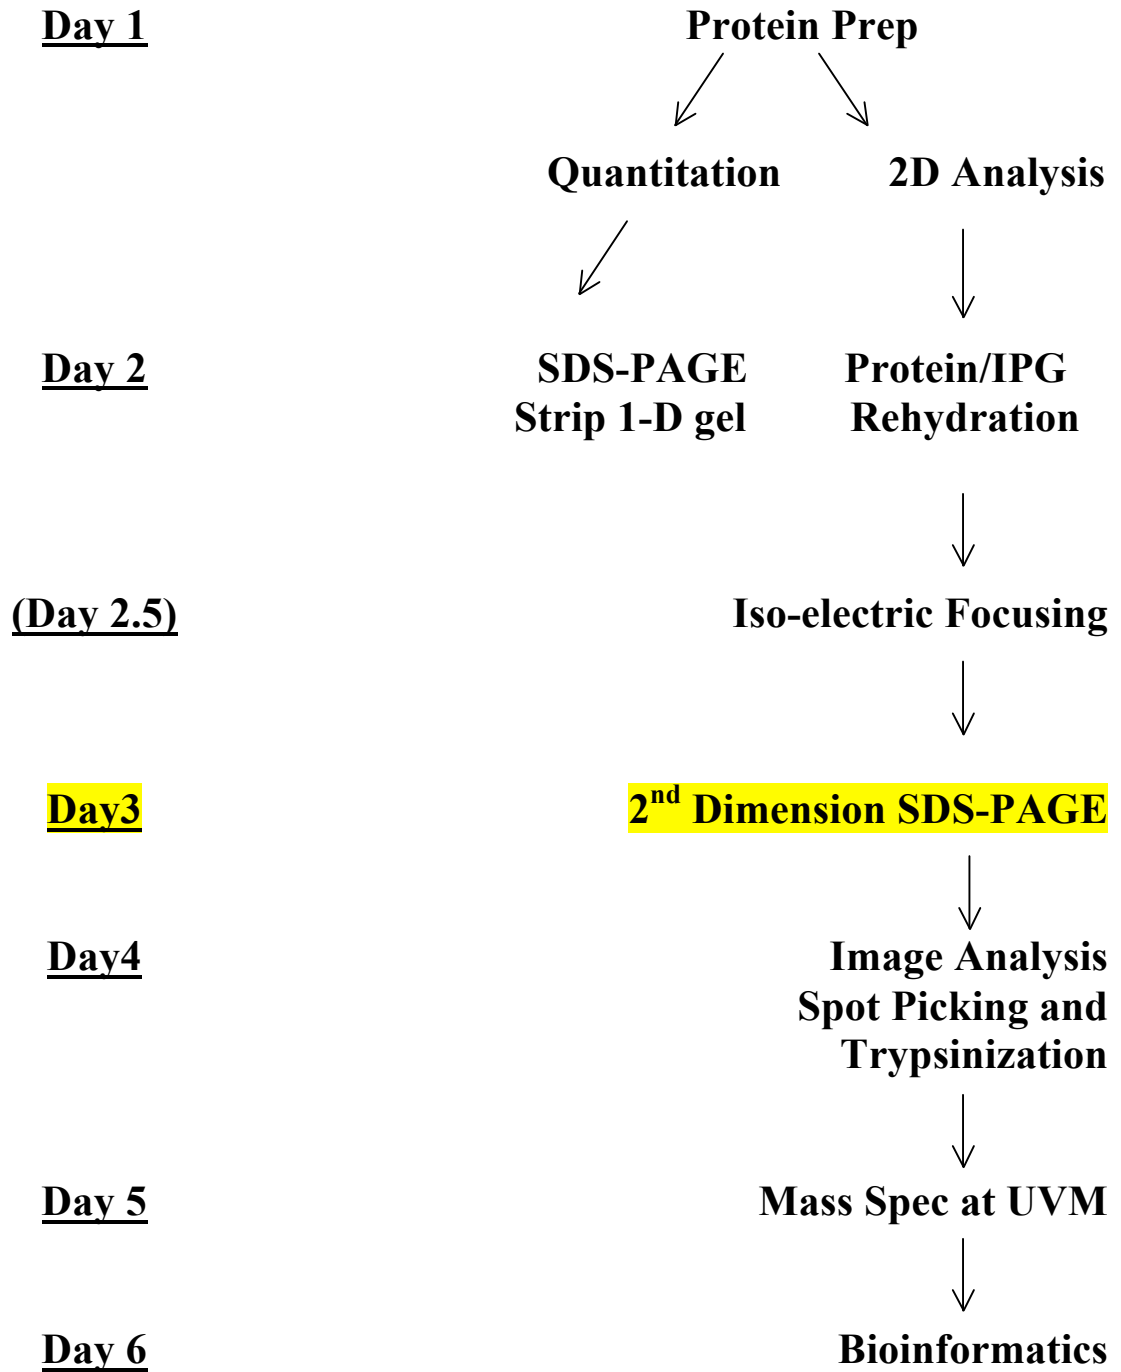 Day 1 Protein Prep
Quantitation 2D Analysis
Day 2 SDS-PAGE Protein/IPG
Strip 1-D gel Rehydration
(Day 2.5) Iso-electric Focusing
Day3 2nd Dimension SDS-PAGE
Day4 Image Analysis
Spot Picking and
Trypsinization
Day 5 Mass Spec at UVM
Day 6 Bioinformatics